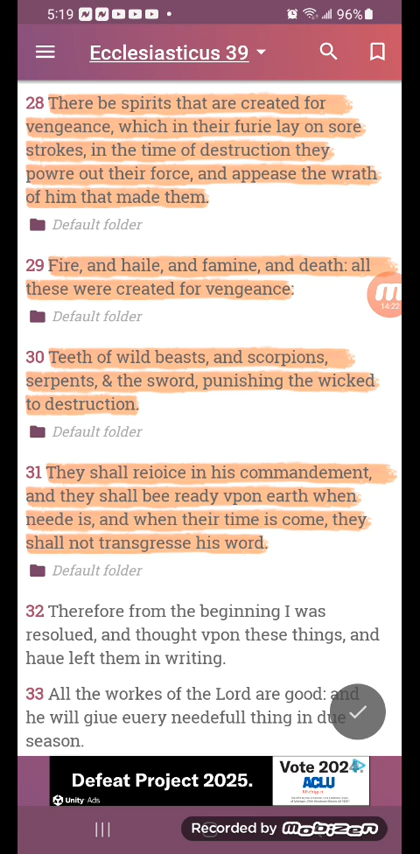 5:19 96%
Ecclesiasticus 39
28 There be spirits that are created for
vengeance, which in their furie lay on sore
strokes, in the time of destruction they
powre out their force, and appease the wrath
of him that made them.
Default folder
29 Fire, and haile, and famine, and death: all
these were created for vengeance:
Default folder
14:22
30 Teeth of wild beasts, and scorpions,
serpents, & the sword, punishing the wicked
to destruction.
Default folder
31 They shall reioice in his commandement,
and they shall bee ready vpon earth when
neede is, and when their time is come, they
shall not transgresse his word.
Default folder
32 Therefore from the beginning I was
resolued, and thought vpon these things, and
haue left them in writing.
33 All the workes of the Lord are good: and
he will giue euery needefull thing in due
season.
Defeat Project 2025.
Unity Ads
Vote 2024.
ACLU
Recorded by mobizen